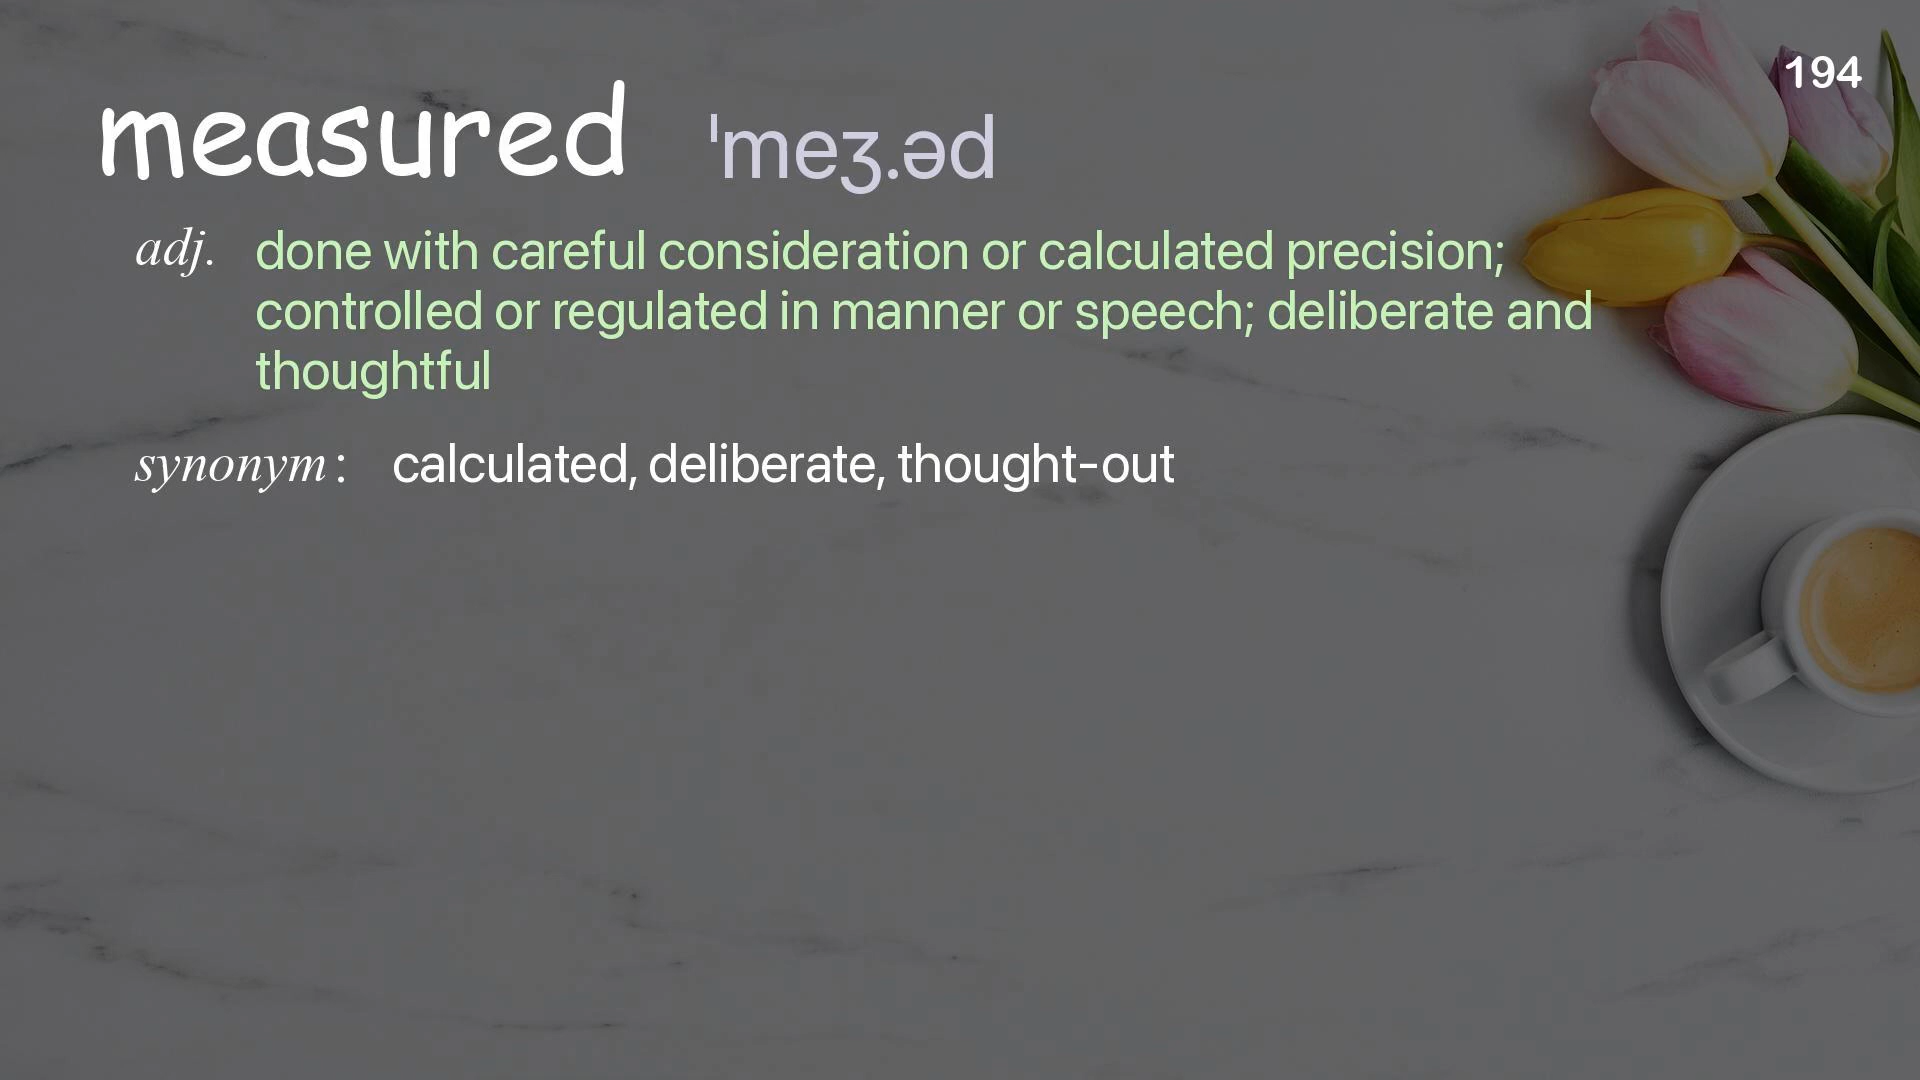 194
measured ˈmeʒ.əd
adj. done with careful consideration or calculated precision;
controlled or regulated in manner or speech; deliberate and
thoughtful
synonym : calculated, deliberate, thought-out